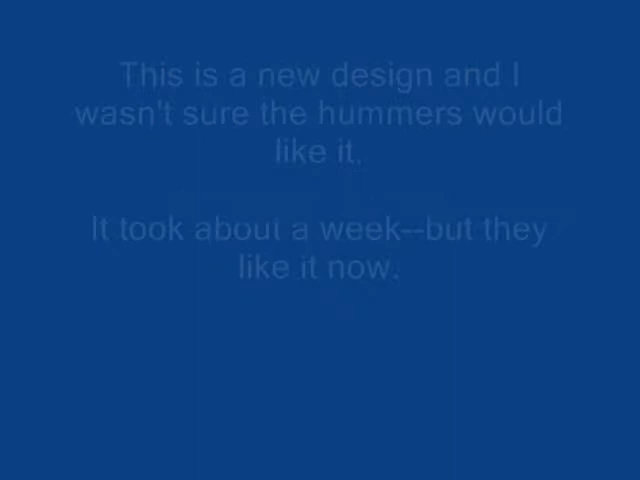 This is a new design and I
wasn't sure the hummers would
like it.
It took about a week--but they
like it now.